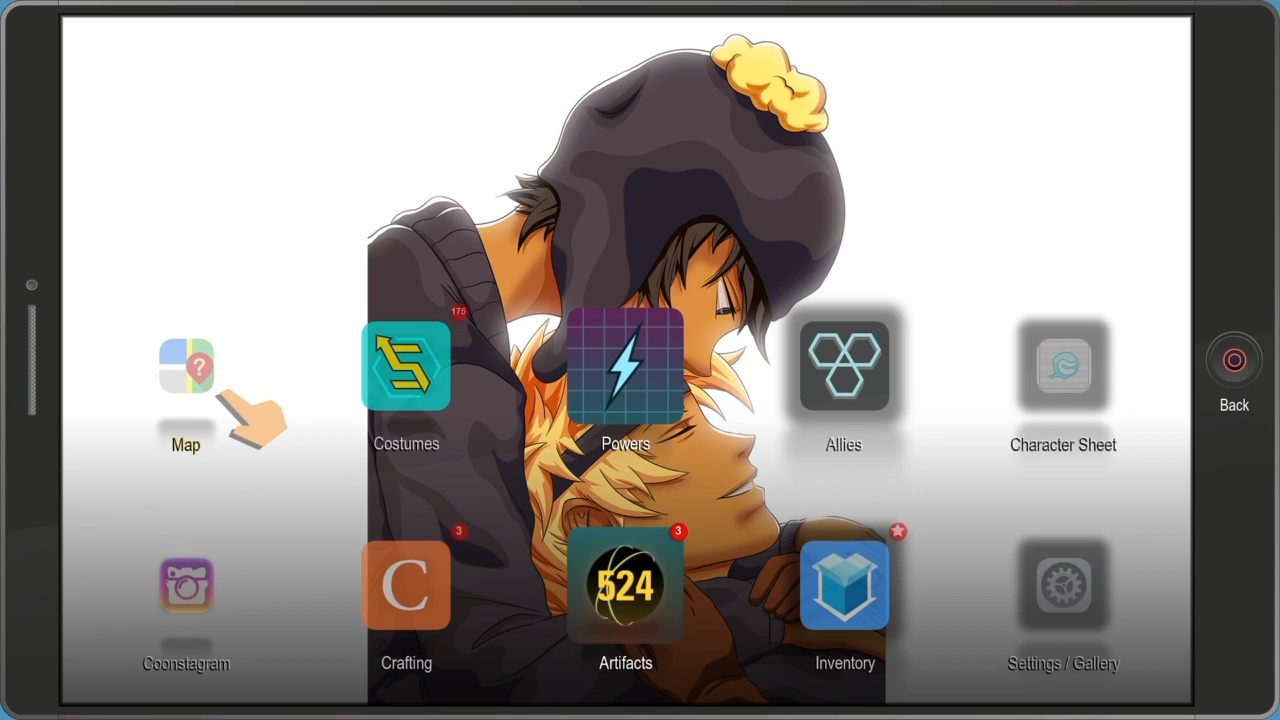 175
?
Map
Costumes
Powers
Allies
Character Sheet
Back
3
3
C
524
Coonstagram
Crafting
Artifacts
Inventory
Settings / Gallery